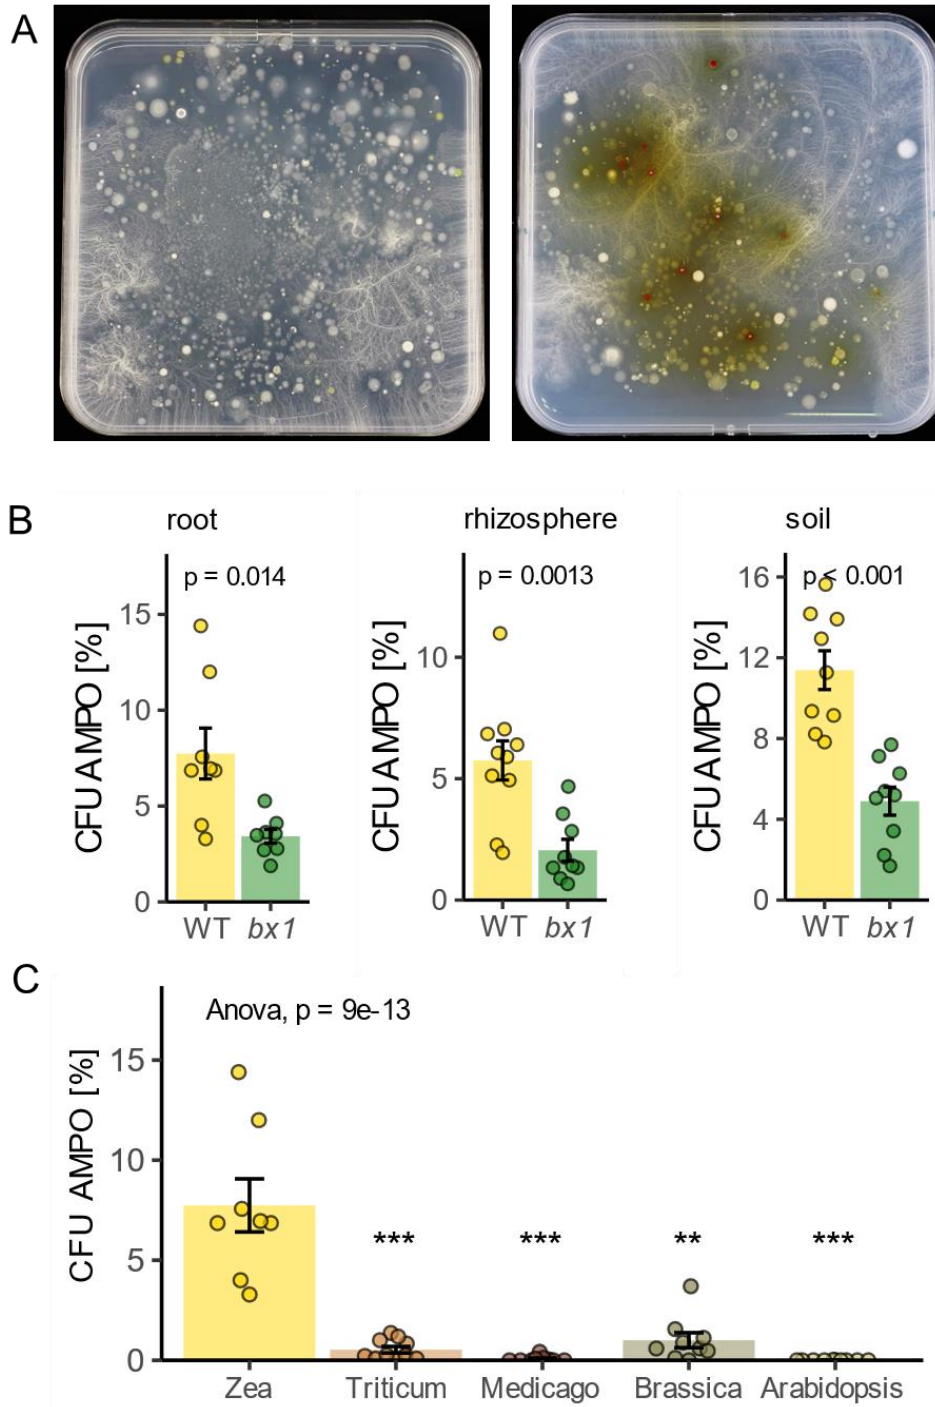 A
B
root
rhizosphere
soil
p = 0.014
p = 0.0013
p < 0.001
CFU AMPO [%]
15
10
5
0
WT
bx1
CFU AMPO [%]
10
5
0
WT
bx1
CFU AMPO [%]
16
12
8
4
0
WT
bx1
C
Anova, p = 9e-13
CFU AMPO [%]
15
10
5
0
***
***
**
***
Zea
Triticum
Medicago
Brassica
Arabidopsis